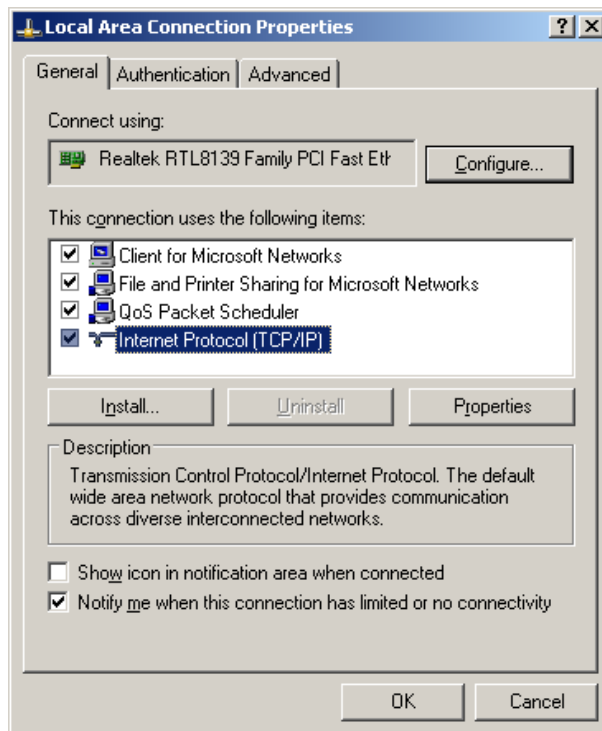 Local Area Connection Properties
General Authentication Advanced
Connect using:
Realtek RTL8139 Family PCI Fast Eth
Configure...
This connection uses the following items:
Client for Microsoft Networks
File and Printer Sharing for Microsoft Networks
QoS Packet Scheduler
Internet Protocol (TCP/IP)
Install... Uninstall Properties
Description
Transmission Control Protocol/Internet Protocol. The default
wide area network protocol that provides communication
across diverse interconnected networks.
Show icon in notification area when connected
Notify me when this connection has limited or no connectivity
OK Cancel